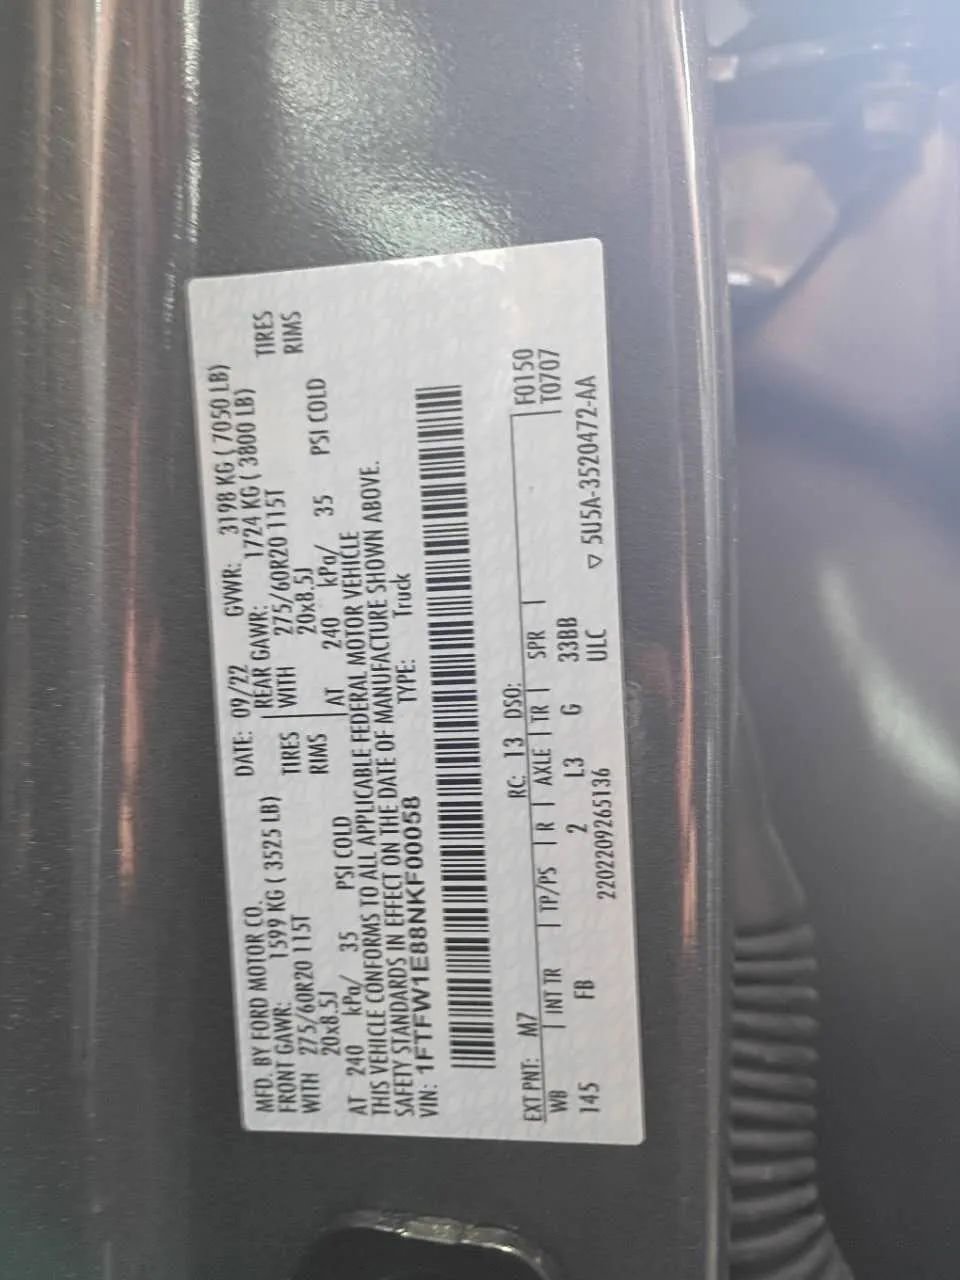 MFD. BY FORD MOTOR CO. DATE: 09/22 GVWR: 3198 KG ( 7050 LB)
FRONT GAWR: 1599 KG ( 3525 LB) REAR GAWR: 1724 KG ( 3800 LB)
WITH 275/60R20 115T TIRES WITH 275/60R20 115T TIRES
20x8.5J RIMS 20x8.5J RIMS
AT 240 kPa/ 35 PSI COLD AT 240 kPa/ 35 PSI COLD
THIS VEHICLE CONFORMS TO ALL APPLICABLE FEDERAL MOTOR VEHICLE
SAFETY STANDARDS IN EFFECT ON THE DATE OF MANUFACTURE SHOWN ABOVE.
VIN: 1FTFW1E88NKF00058 TYPE: Truck
EXT PNT: M7 RC: 13 DSO: F0150
WB INT TR TP/PS R AXLE TR SPR T0707
145 FB 2 L3 G 33BB
2202209265136 ULC ▽ 5U5A-3520472-AA